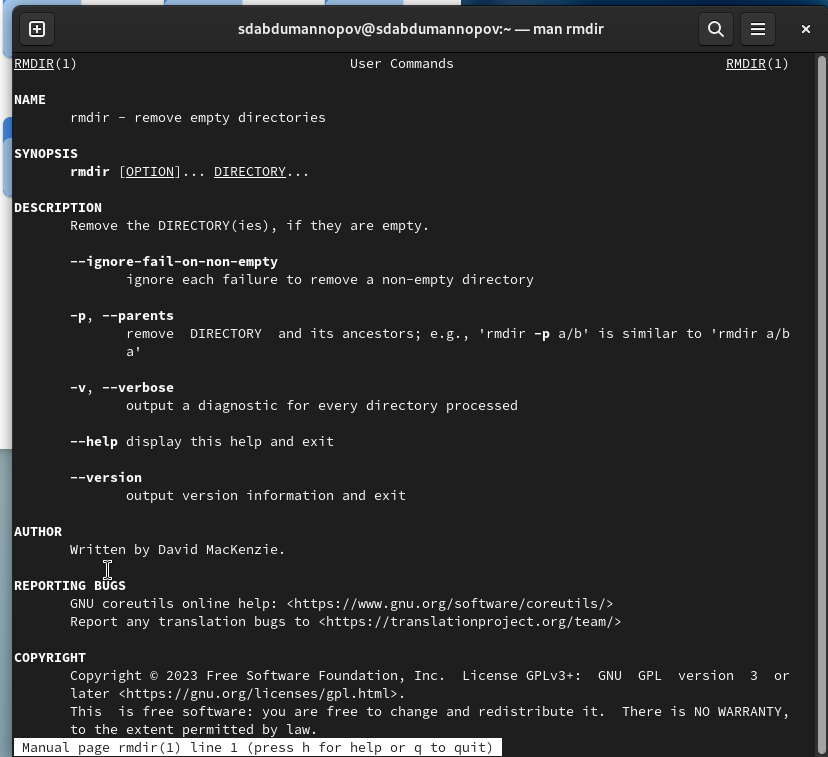 sdabdumannopov@sdabdumannopov:~ — man rmdir
RMDIR(1) User Commands RMDIR(1)
NAME
rmdir - remove empty directories
SYNOPSIS
rmdir [OPTION]... DIRECTORY...
DESCRIPTION
Remove the DIRECTORY(ies), if they are empty.
--ignore-fail-on-non-empty
ignore each failure to remove a non-empty directory
-p, --parents
remove DIRECTORY and its ancestors; e.g., 'rmdir -p a/b' is similar to 'rmdir a/b
a'
-v, --verbose
output a diagnostic for every directory processed
--help display this help and exit
--version
output version information and exit
AUTHOR
Written by David MacKenzie.
REPORTING BUGS
GNU coreutils online help: <https://www.gnu.org/software/coreutils/>
Report any translation bugs to <https://translationproject.org/team/>
COPYRIGHT
Copyright © 2023 Free Software Foundation, Inc. License GPLv3+: GNU GPL version 3 or
later <https://gnu.org/licenses/gpl.html>.
This is free software: you are free to change and redistribute it. There is NO WARRANTY,
to the extent permitted by law.
Manual page rmdir(1) line 1 (press h for help or q to quit)